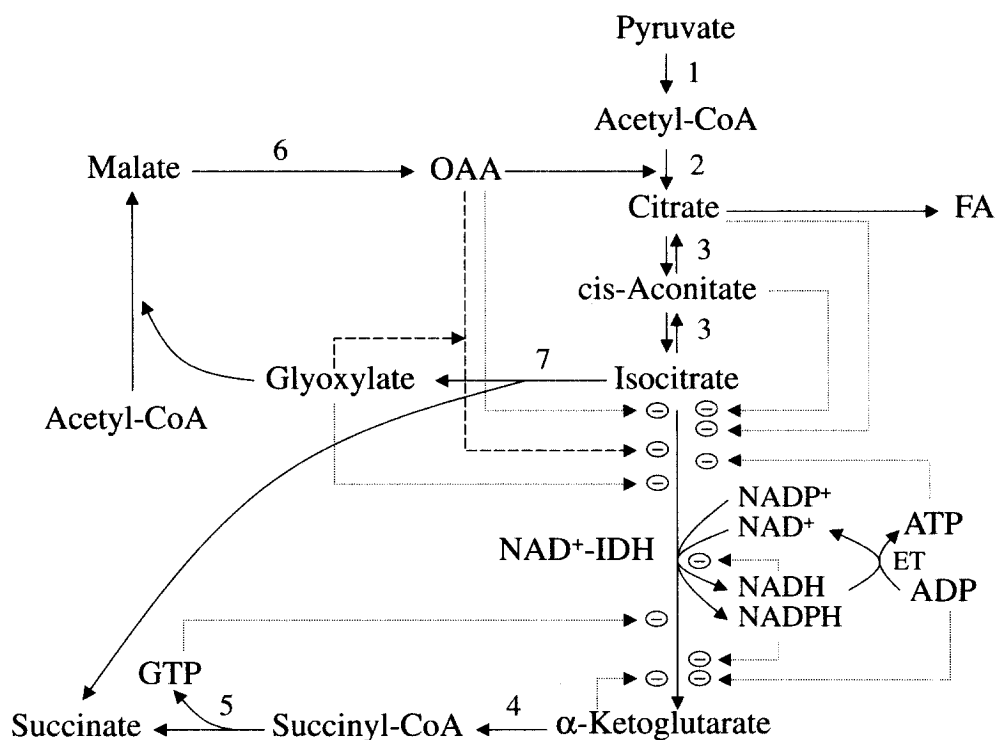 Pyruvate
1
Acetyl-CoA
Malate
6
OAA
2
Citrate
FA
3
cis-Aconitate
3
Glyoxylate
7
Isocitrate
Acetyl-CoA
NADP+
NAD+
ATP
NAD+-IDH
ET
NADH
ADP
NADPH
GTP
Succinate
5
Succinyl-CoA
4
α-Ketoglutarate